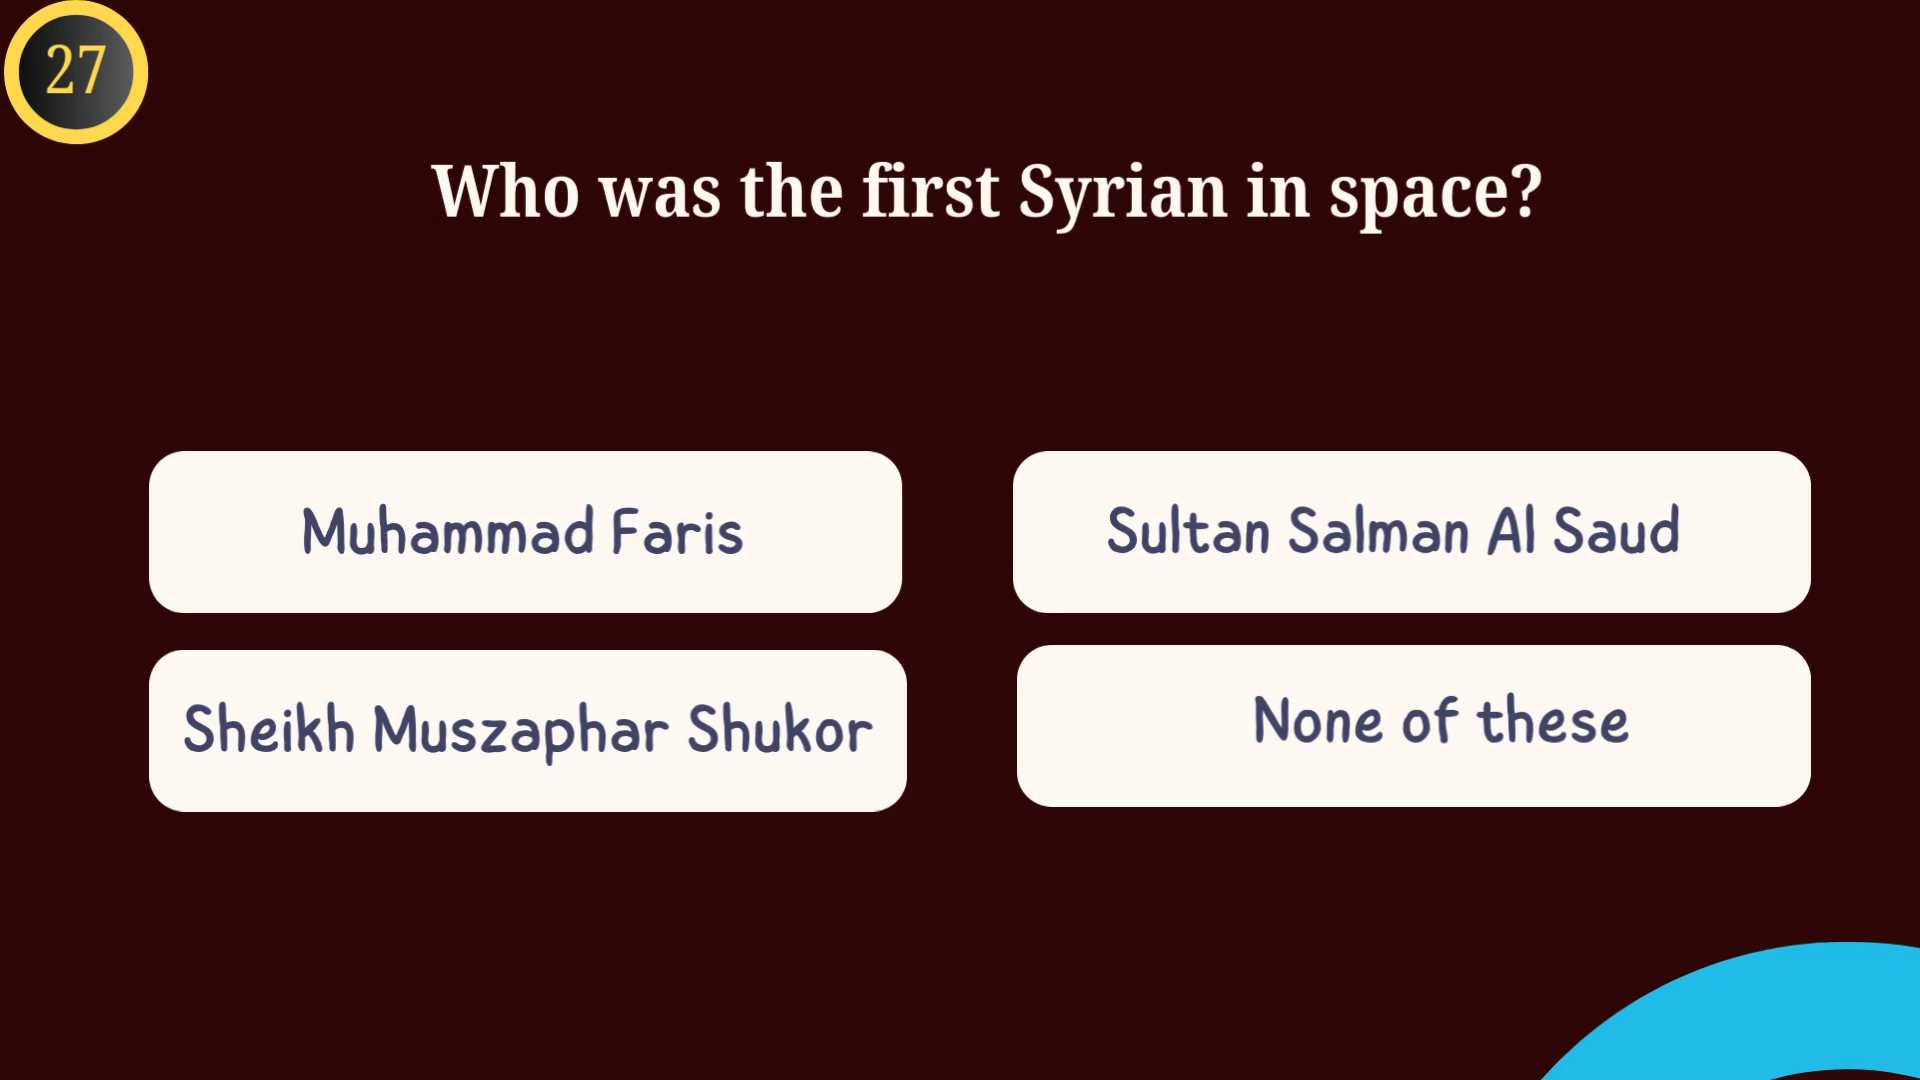 27
Who was the first Syrian in space?
Muhammad Faris
Sultan Salman Al Saud
Sheikh Muszaphar Shukor
None of these